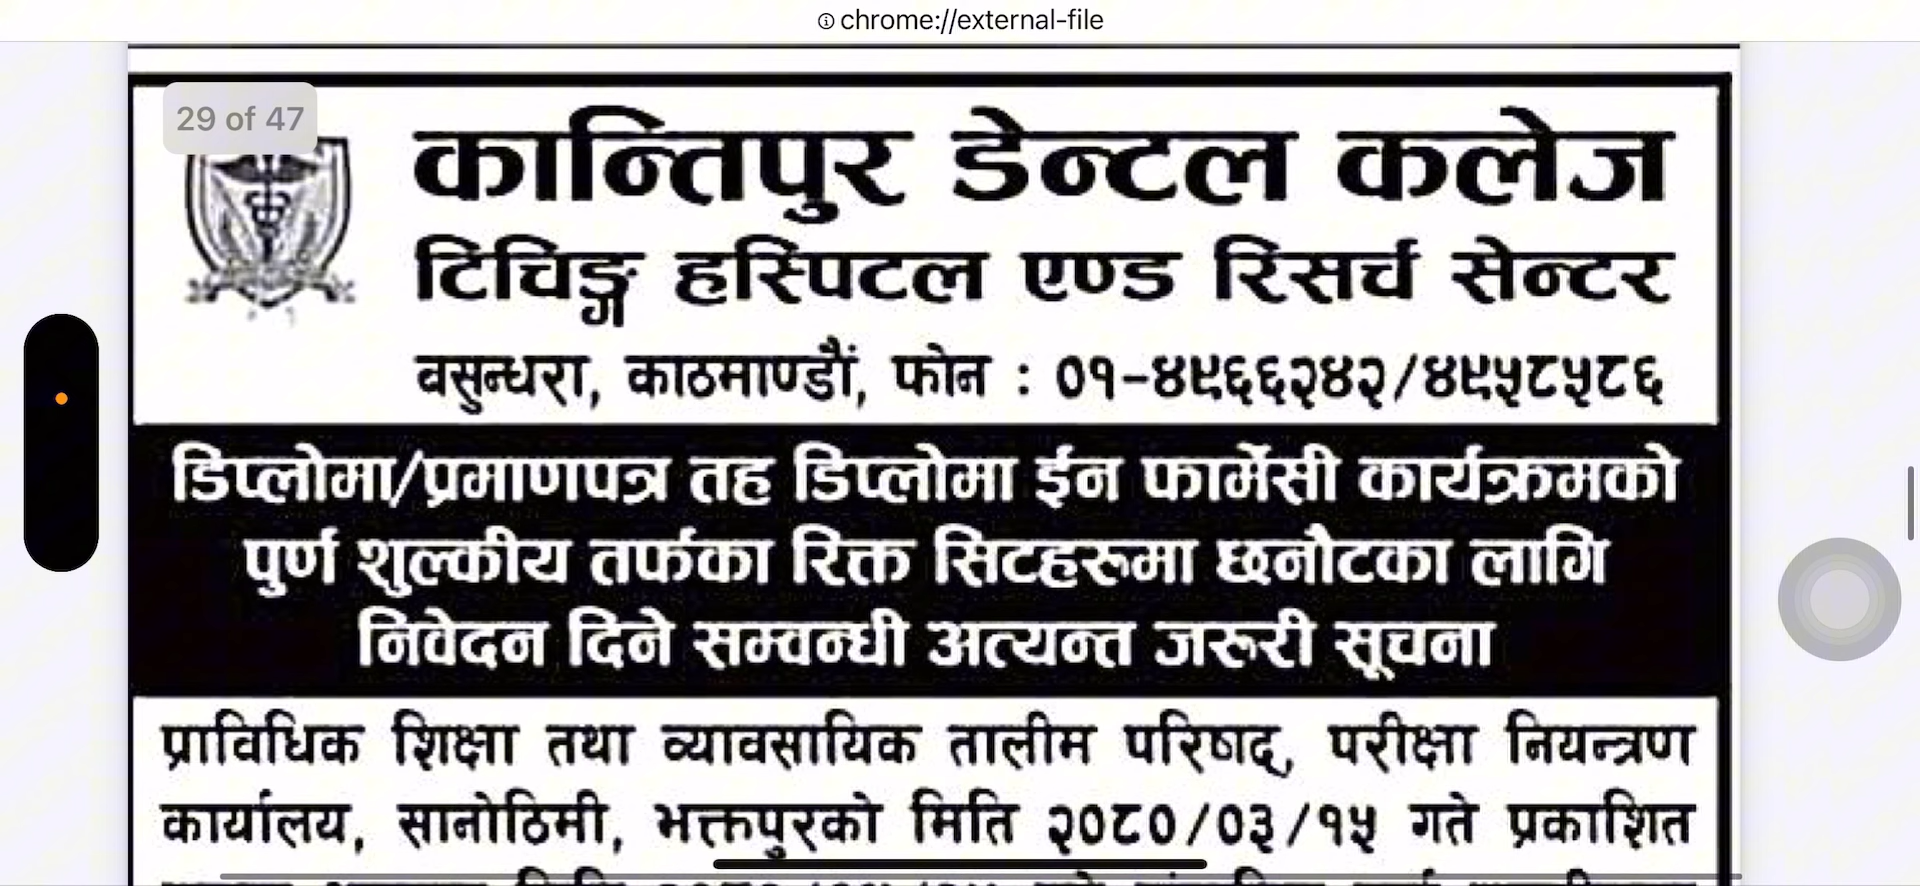 chrome://external-file
29 of 47
कान्तिपुर डेन्टल कलेज
टिचिङ्ग हस्पिटल एण्ड रिसर्च सेन्टर
वसुन्धरा, काठमाण्डौं, फोन : ०१-४९६६२४२/४९५८५८६
डिप्लोमा/प्रमाणपत्र तह डिप्लोमा ईन फार्मेसी कार्यक्रमको
पुर्ण शुल्कीय तर्फका रिक्त सिटहरुमा छनौटका लागि
निवेदन दिने सम्वन्धी अत्यन्त जरुरी सूचना
प्राविधिक शिक्षा तथा व्यावसायिक तालीम परिषद्, परीक्षा नियन्त्रण
कार्यालय, सानोठिमी, भक्तपुरको मिति २०८०/०३/१५ गते प्रकाशित